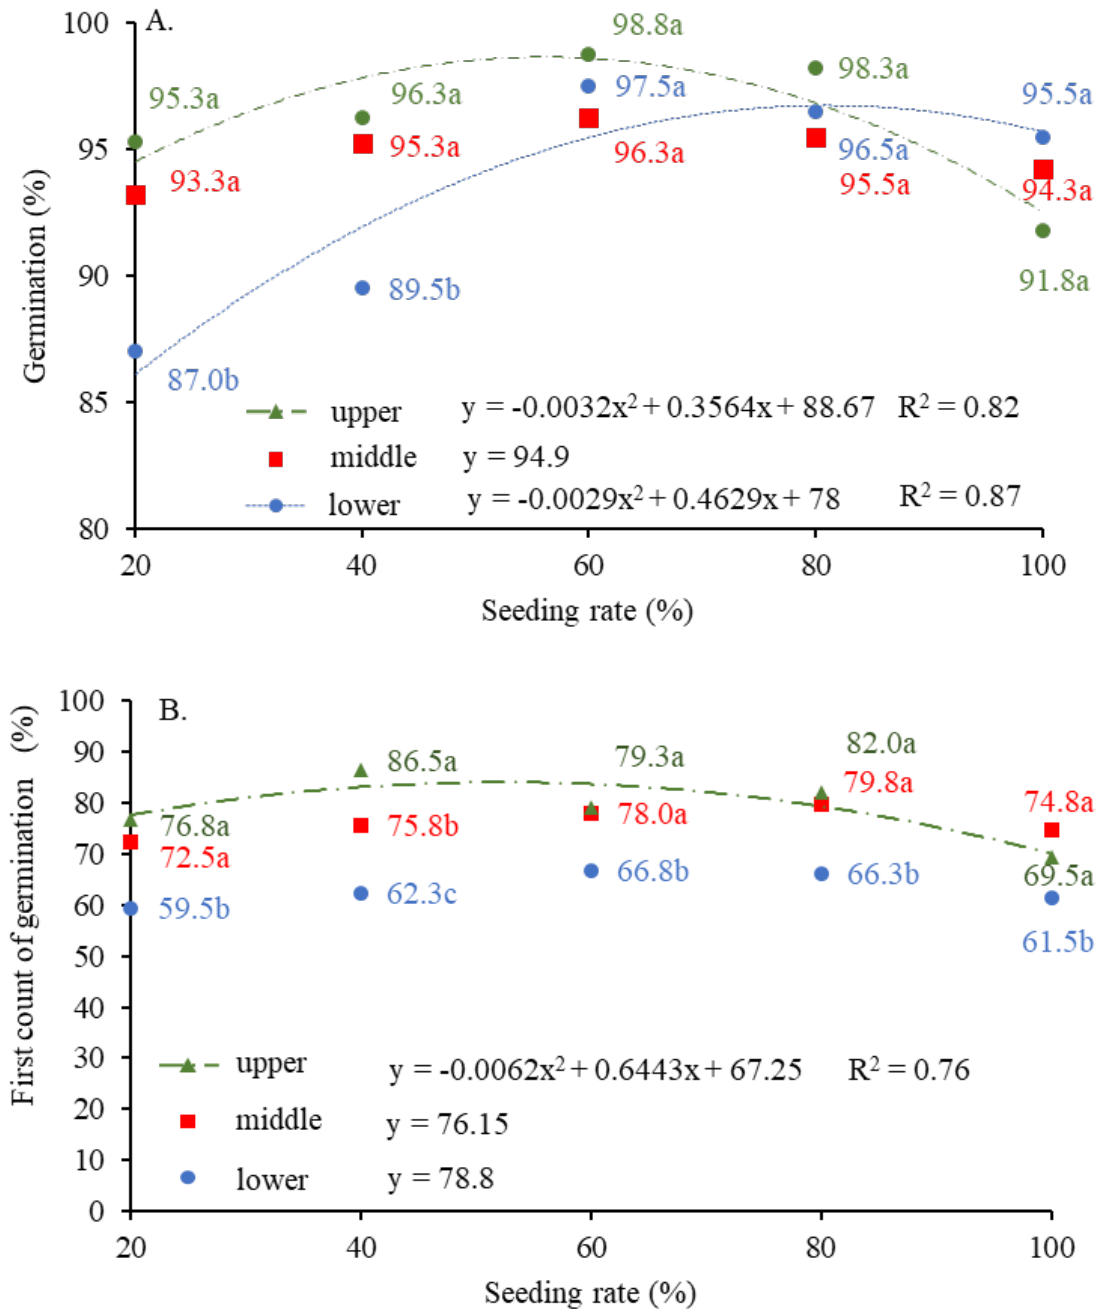 100
A.
98.8a
95.3a
96.3a
98.3a
97.5a
95.5a
95
93.3a
95.3a
96.3a
96.5a
95.5a
94.3a
90
89.5b
91.8a
87.0b
85
80
Germination (%)
upper y = -0.0032x² + 0.3564x + 88.67 R² = 0.82
middle y = 94.9
lower y = -0.0029x² + 0.4629x + 78 R² = 0.87
20 40 60 80 100
Seeding rate (%)
100
B.
90
86.5a
79.3a
82.0a
79.8a
80
76.8a
75.8b
78.0a
74.8a
72.5a
70
69.5a
66.8b
66.3b
60
59.5b
62.3c
61.5b
50
40
30
20
10
0
First count of germination (%)
upper y = -0.0062x² + 0.6443x + 67.25 R² = 0.76
middle y = 76.15
lower y = 78.8
20 40 60 80 100
Seeding rate (%)